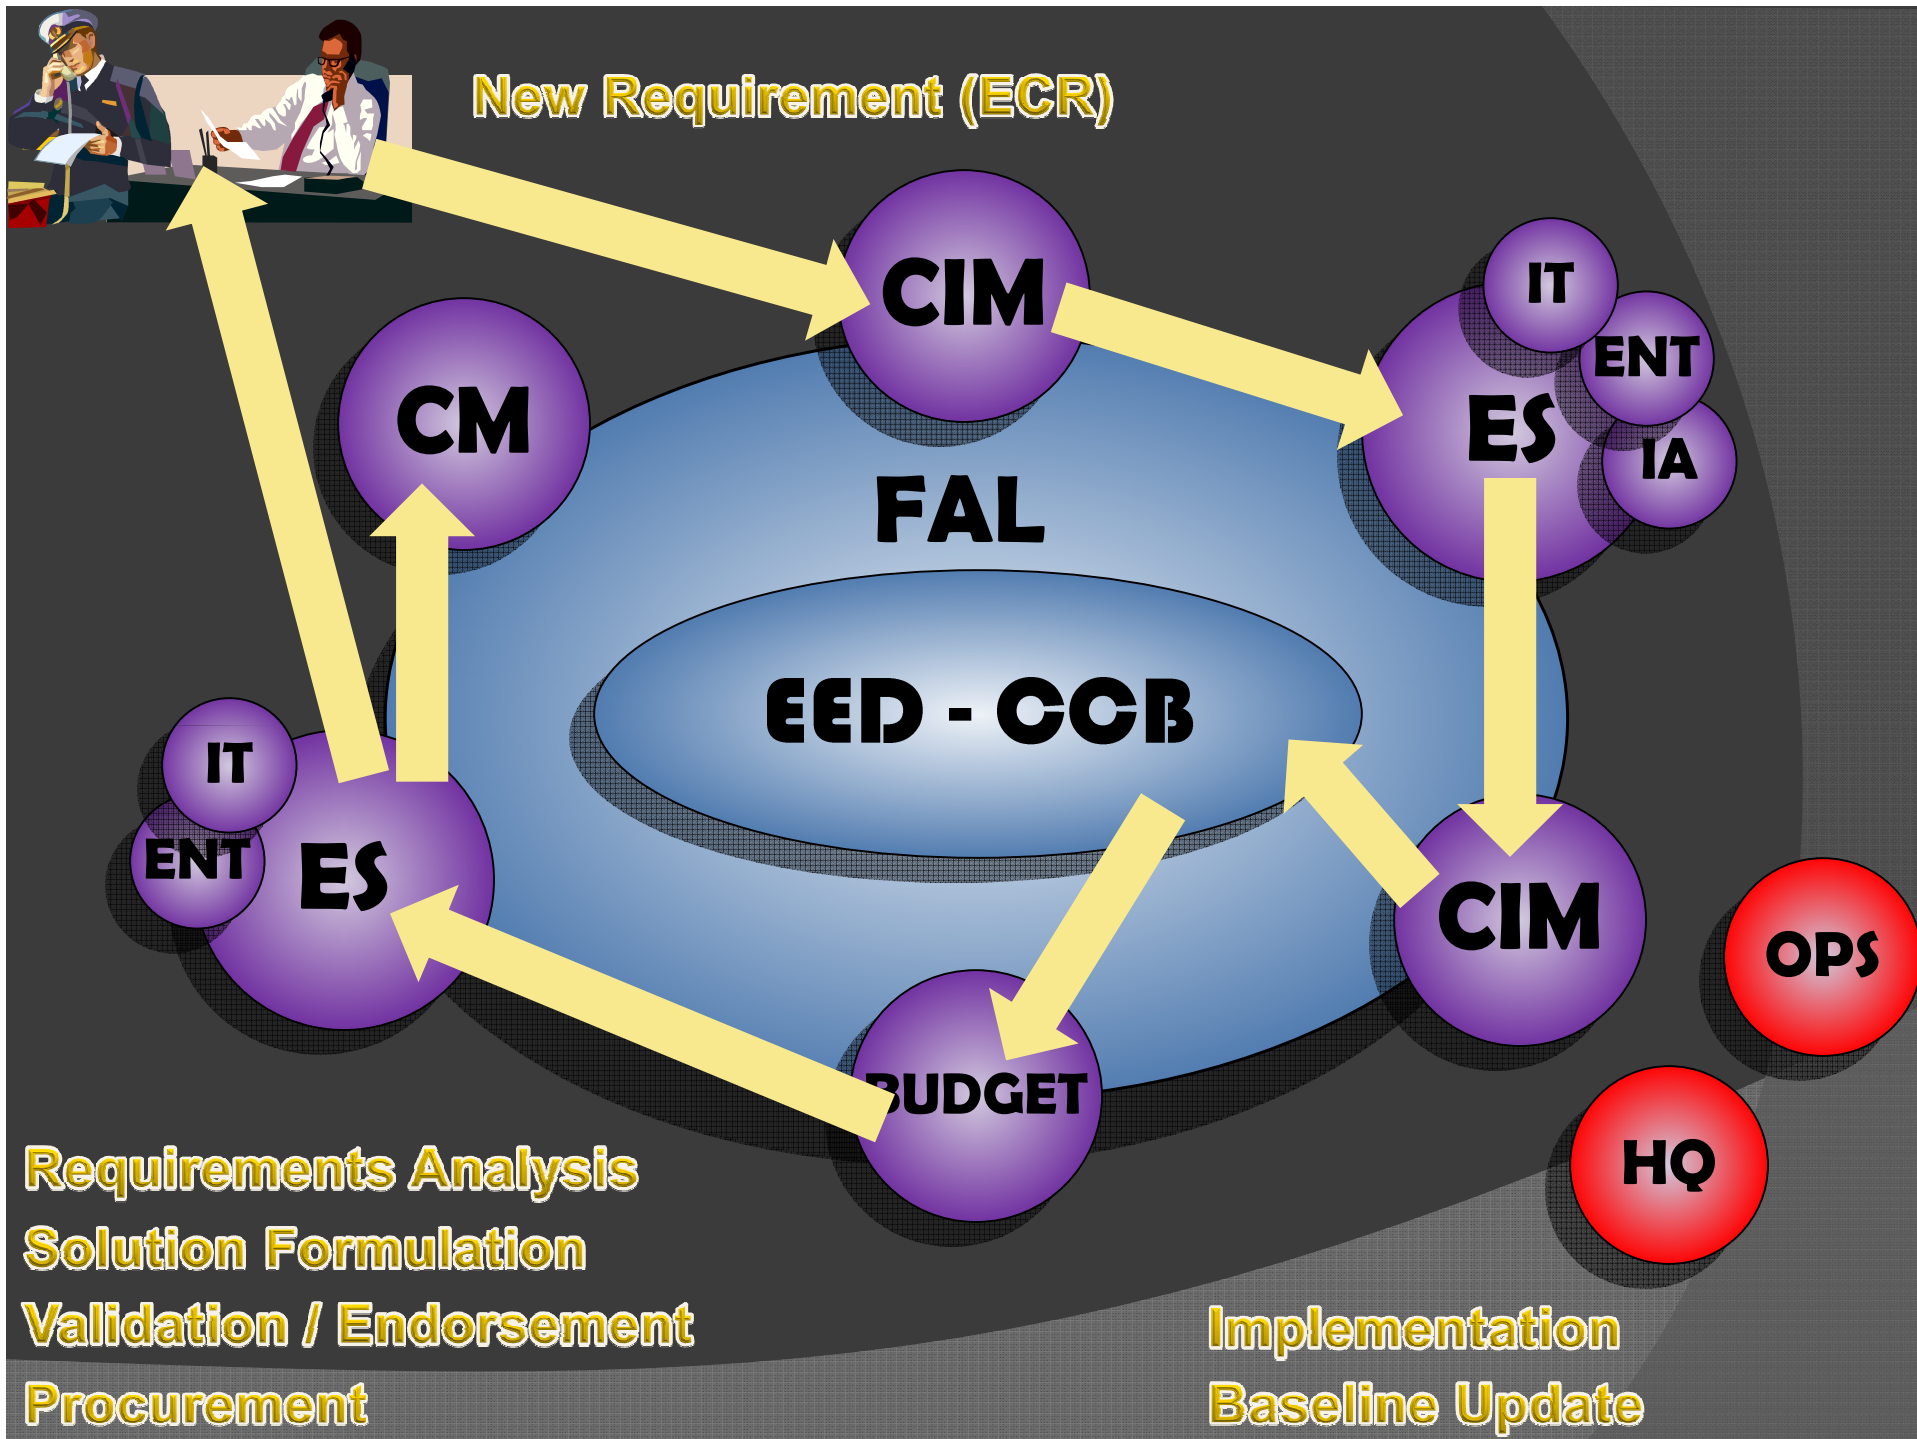 New Requirement (ECR)
CIM
IT
ENT
IA
ES
CM
FAL
EED - CCB
IT
ENT
ES
CIM
OPS
BUDGET
HQ
Requirements Analysis
Solution Formulation
Validation / Endorsement
Procurement
Implementation
Baseline Update